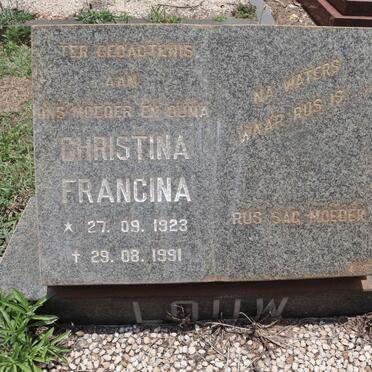 TER GEDAGTENIS
AAN
ONS MOEDER EN OUMA
CHRISTINA
FRANCINA
* 27. 09. 1923
† 29. 08. 1991
NA WATERS
WAAR RUS IS
RUS SAG MOEDER
LOUW